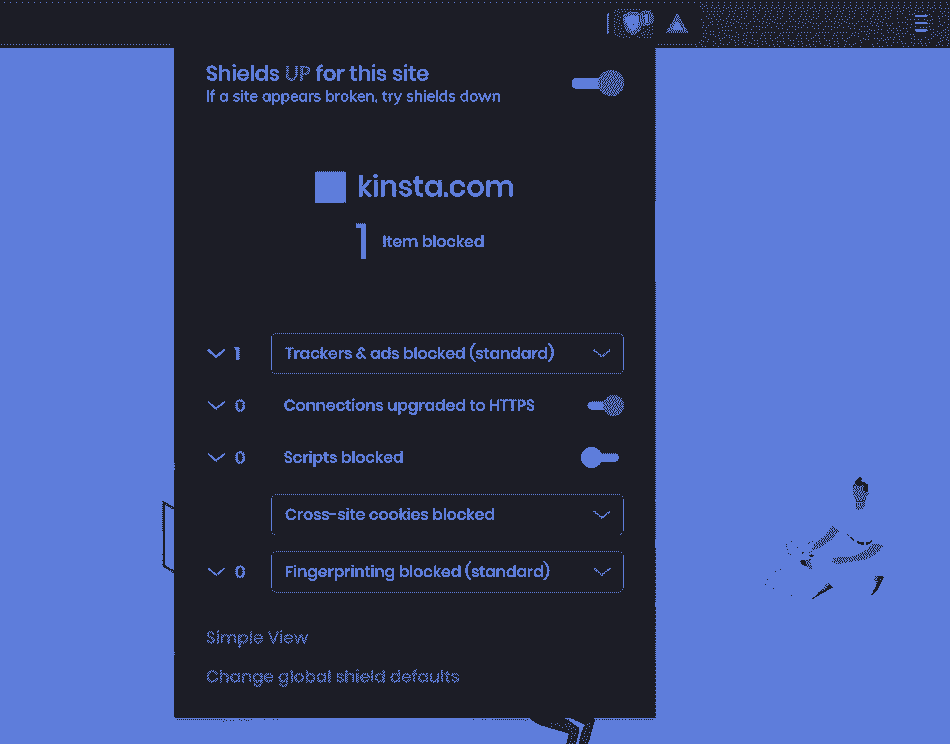 1
Shields UP for this site
If a site appears broken, try shields down
kinsta.com
1 Item blocked
1 Trackers & ads blocked (standard)
0 Connections upgraded to HTTPS
0 Scripts blocked
Cross-site cookies blocked
0 Fingerprinting blocked (standard)
Simple View
Change global shield defaults